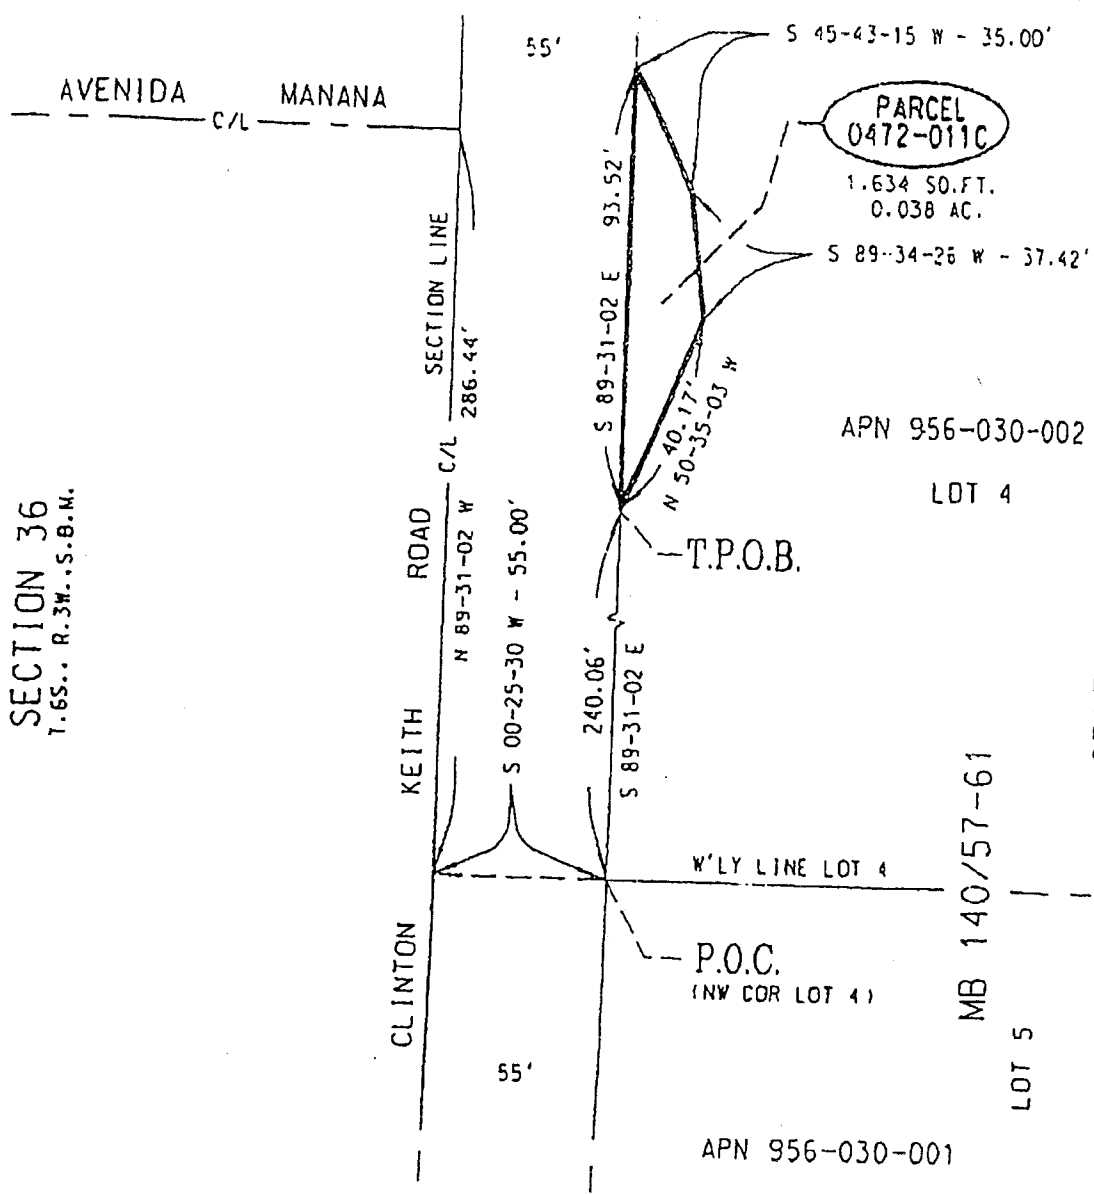 55'
S 45-43-15 W - 35.00'
AVENIDA MANANA
C/L
PARCEL
0472-011C
1.634 SQ.FT.
0.038 AC.
S 89-34-26 W - 37.42'
S 89-31-02 E 93.52'
SECTION LINE
286.44'
40.17'
N 50-35-03 W
APN 956-030-002
LOT 4
T.P.O.B.
SECTION 36
T.6S.. R.3W..S.B.M.
CLINTON KEITH ROAD C/L
N 89-31-02 W
S 00-25-30 W - 55.00'
240.06'
S 89-31-02 E
W'LY LINE LOT 4
P.O.C.
(NW COR LOT 4)
MB 140/57-61
LOT 5
55'
APN 956-030-001